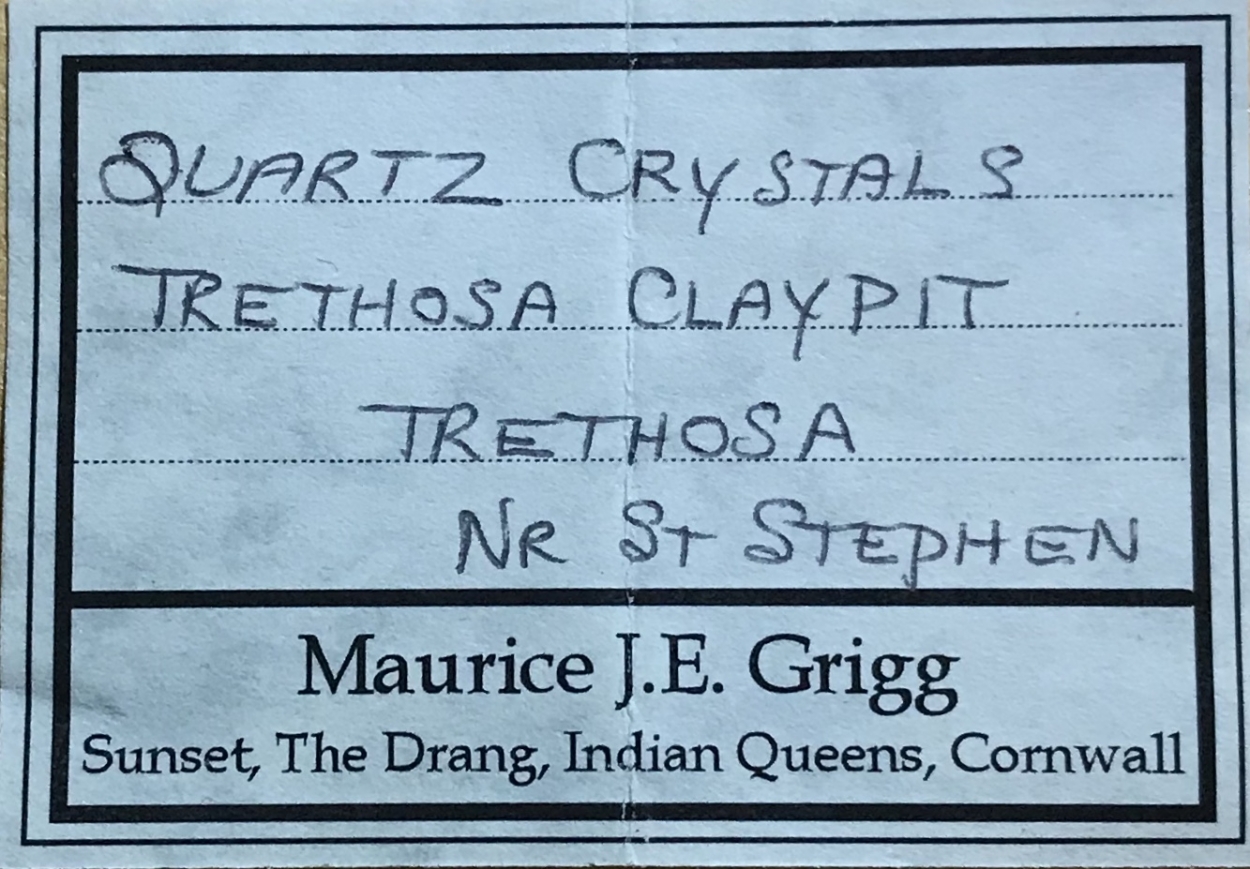 QUARTZ CRYSTALS
TRETHOSA CLAYPIT
TRETHOSA
NR ST STEPHEN
Maurice J.E. Grigg
Sunset, The Drang, Indian Queens, Cornwall